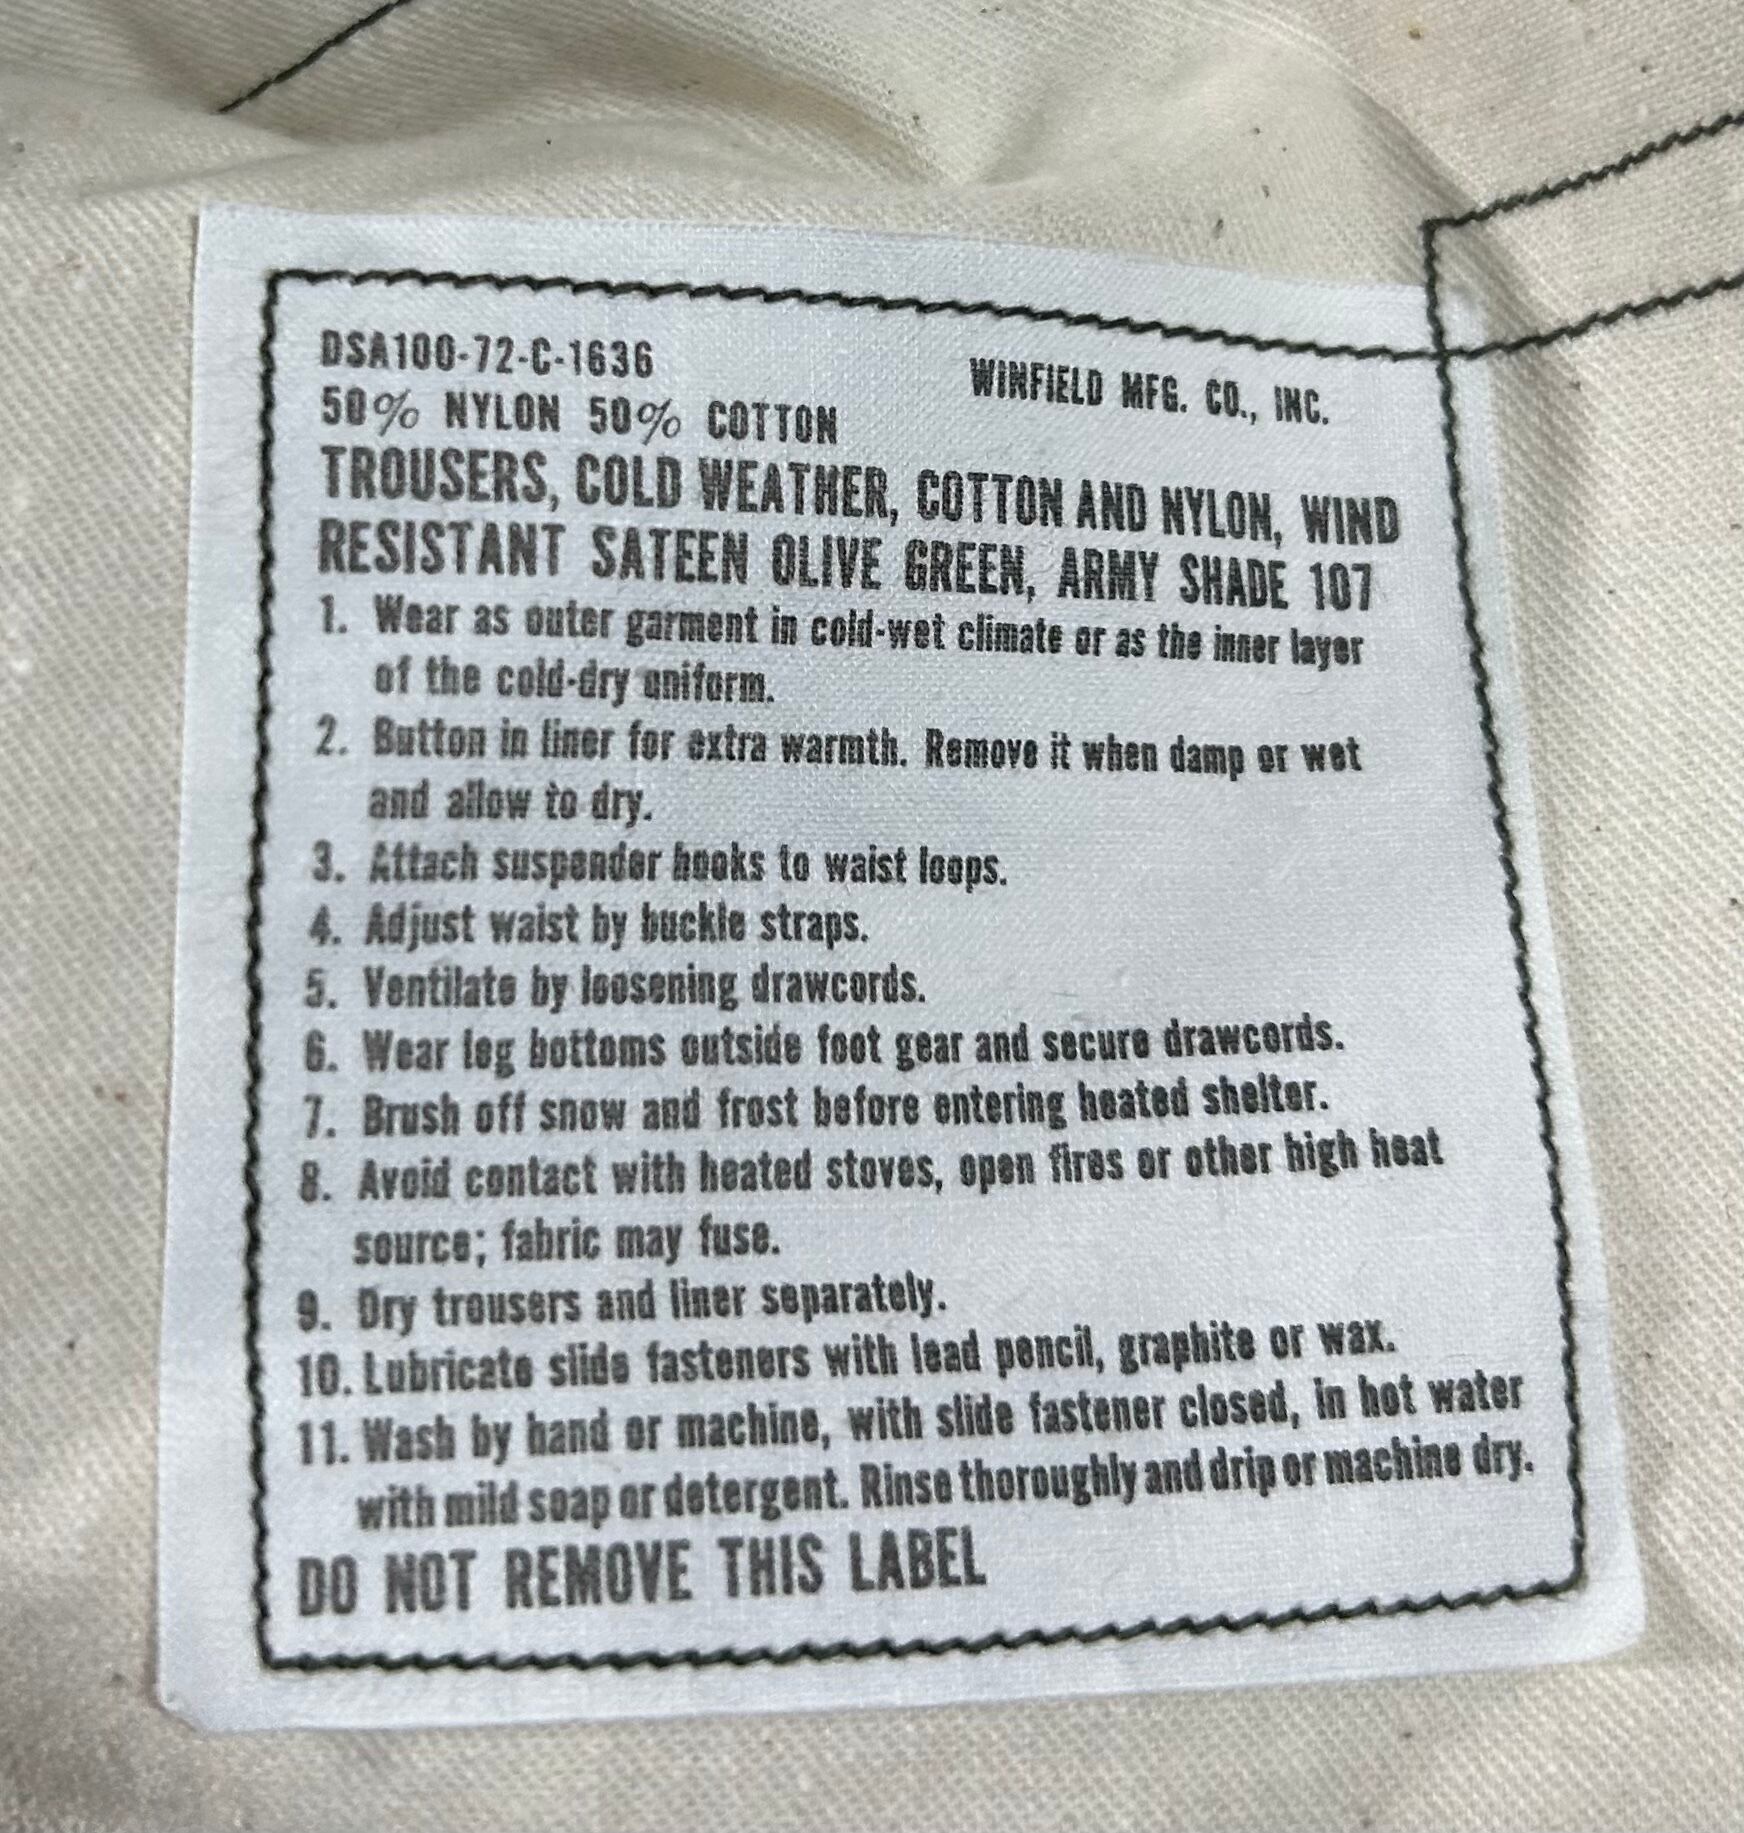 DSA100-72-C-1636
WINFIELD MFG. CO., INC.
50% NYLON 50% COTTON
TROUSERS, COLD WEATHER, COTTON AND NYLON, WIND
RESISTANT SATEEN OLIVE GREEN, ARMY SHADE 107
1. Wear as outer garment in cold-wet climate or as the inner layer
of the cold-dry uniform.
2. Button in liner for extra warmth. Remove it when damp or wet
and allow to dry.
3. Attach suspender hooks to waist loops.
4. Adjust waist by buckle straps.
5. Ventilate by loosening drawcords.
6. Wear leg bottoms outside foot gear and secure drawcords.
7. Brush off snow and frost before entering heated shelter.
8. Avoid contact with heated stoves, open fires or other high heat
source; fabric may fuse.
9. Dry trousers and liner separately.
10. Lubricate slide fasteners with lead pencil, graphite or wax.
11. Wash by hand or machine, with slide fastener closed, in hot water
with mild soap or detergent. Rinse thoroughly and drip or machine dry.
DO NOT REMOVE THIS LABEL